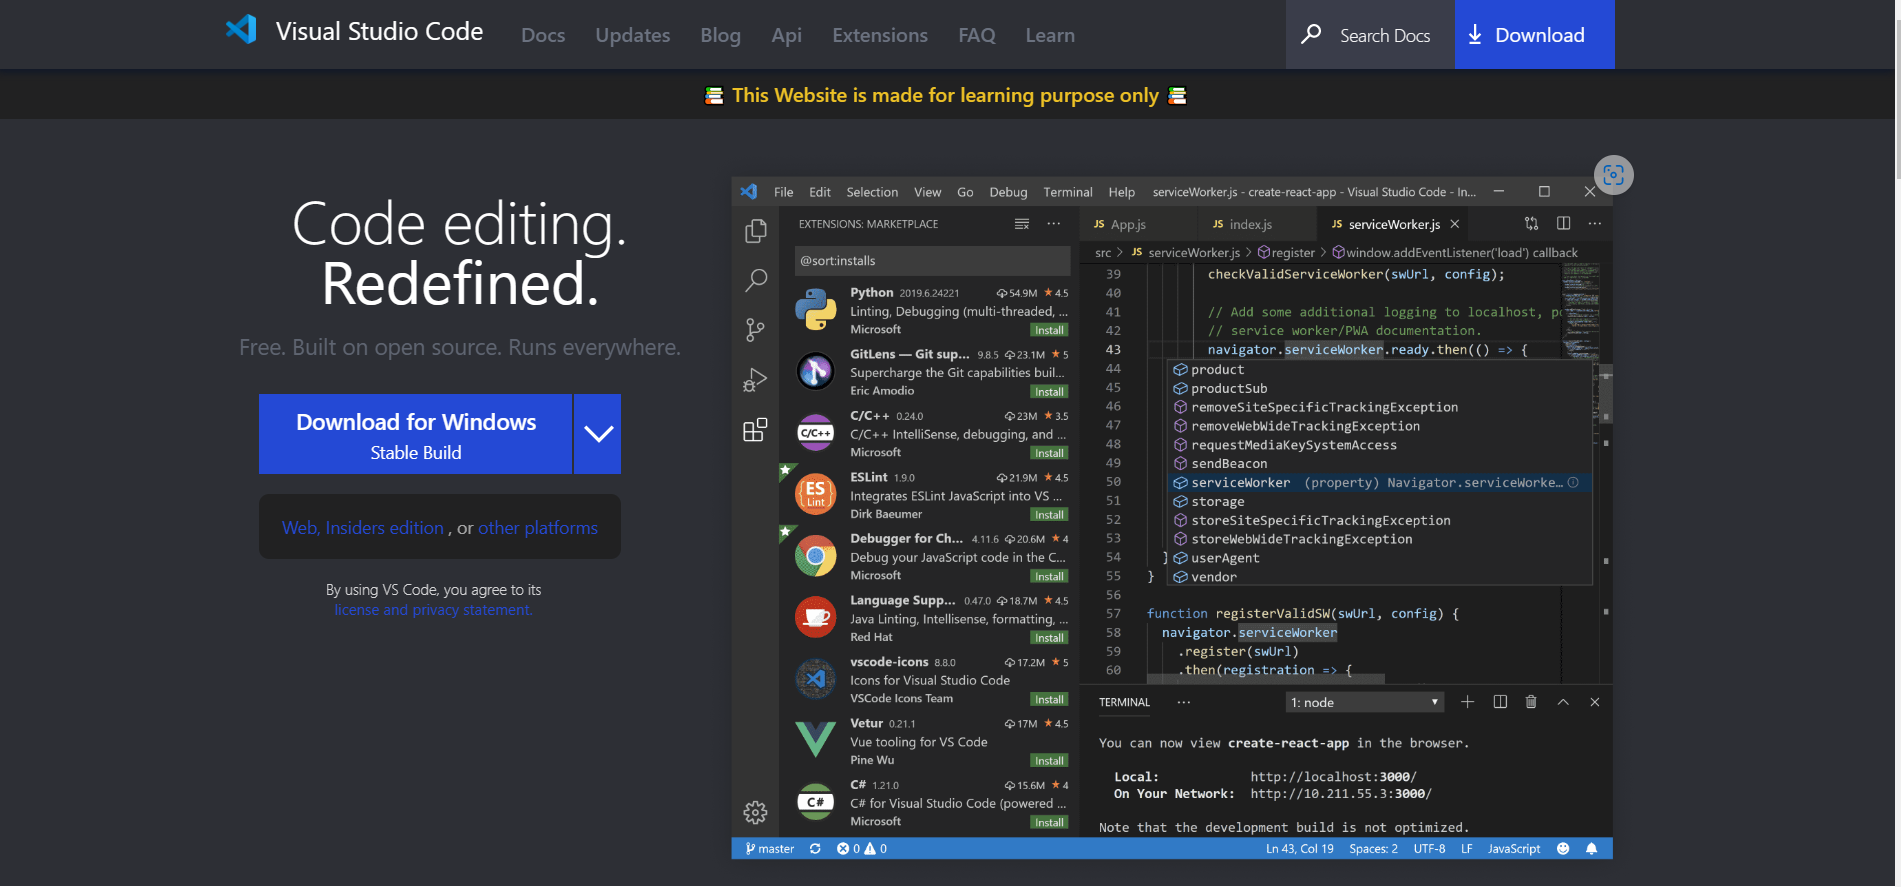 Visual Studio Code Docs Updates Blog Api Extensions FAQ Learn Search Docs Download
This Website is made for learning purpose only
Code editing.
Redefined.
Free. Built on open source. Runs everywhere.
Download for Windows
Stable Build
Web, Insiders edition , or other platforms
By using VS Code, you agree to its
license and privacy statement.
File Edit Selection View Go Debug Terminal Help serviceWorker.js - create-react-app - Visual Studio Code - In...
EXTENSIONS: MARKETPLACE
@sort:installs
Python 2019.6.24221 54.9M 4.5
Linting, Debugging (multi-threaded, ...
Microsoft Install
GitLens — Git sup... 9.8.5 23.1M 5
Supercharge the Git capabilities buil...
Eric Amodio Install
C/C++
C/C++ 0.24.0 23M 3.5
C/C++ IntelliSense, debugging, and ...
Microsoft Install
ES
Lint
ESLint 1.9.0 21.9M 4.5
Integrates ESLint JavaScript into VS ...
Dirk Baeumer Install
Debugger for Ch... 4.11.6 20.6M 4
Debug your JavaScript code in the C...
Microsoft Install
Language Supp... 0.47.0 18.7M 4.5
Java Linting, Intellisense, formatting, ...
Red Hat Install
vscode-icons 8.8.0 17.2M 5
Icons for Visual Studio Code
VSCode Icons Team Install
Vetur 0.21.1 17M 4.5
Vue tooling for VS Code
Pine Wu Install
C#
C# 1.21.0 15.6M 4
C# for Visual Studio Code (powered ...
Microsoft Install
JS App.js JS index.js JS serviceWorker.js
src > JS serviceWorker.js > register > window.addEventListener('load') callback
39 checkValidServiceWorker(swUrl, config);
40
41 // Add some additional logging to localhost, po
42 // service worker/PWA documentation.
43 navigator.serviceWorker.ready.then(() => {
44 product
45 productSub
46 removeSiteSpecificTrackingException
47 removeWebWideTrackingException
48 requestMediaKeySystemAccess
49 sendBeacon
50 serviceWorker (property) Navigator.serviceWorke...
51 storage
52 storeSiteSpecificTrackingException
53 storeWebWideTrackingException
54 } userAgent
55 } vendor
56
57 function registerValidSW(swUrl, config) {
58 navigator.serviceWorker
59 .register(swUrl)
60 .then(registration => {
TERMINAL ... 1: node
You can now view create-react-app in the browser.
Local: http://localhost:3000/
On Your Network: http://10.211.55.3:3000/
Note that the development build is not optimized.
master 0 0 Ln 43, Col 19 Spaces: 2 UTF-8 LF JavaScript